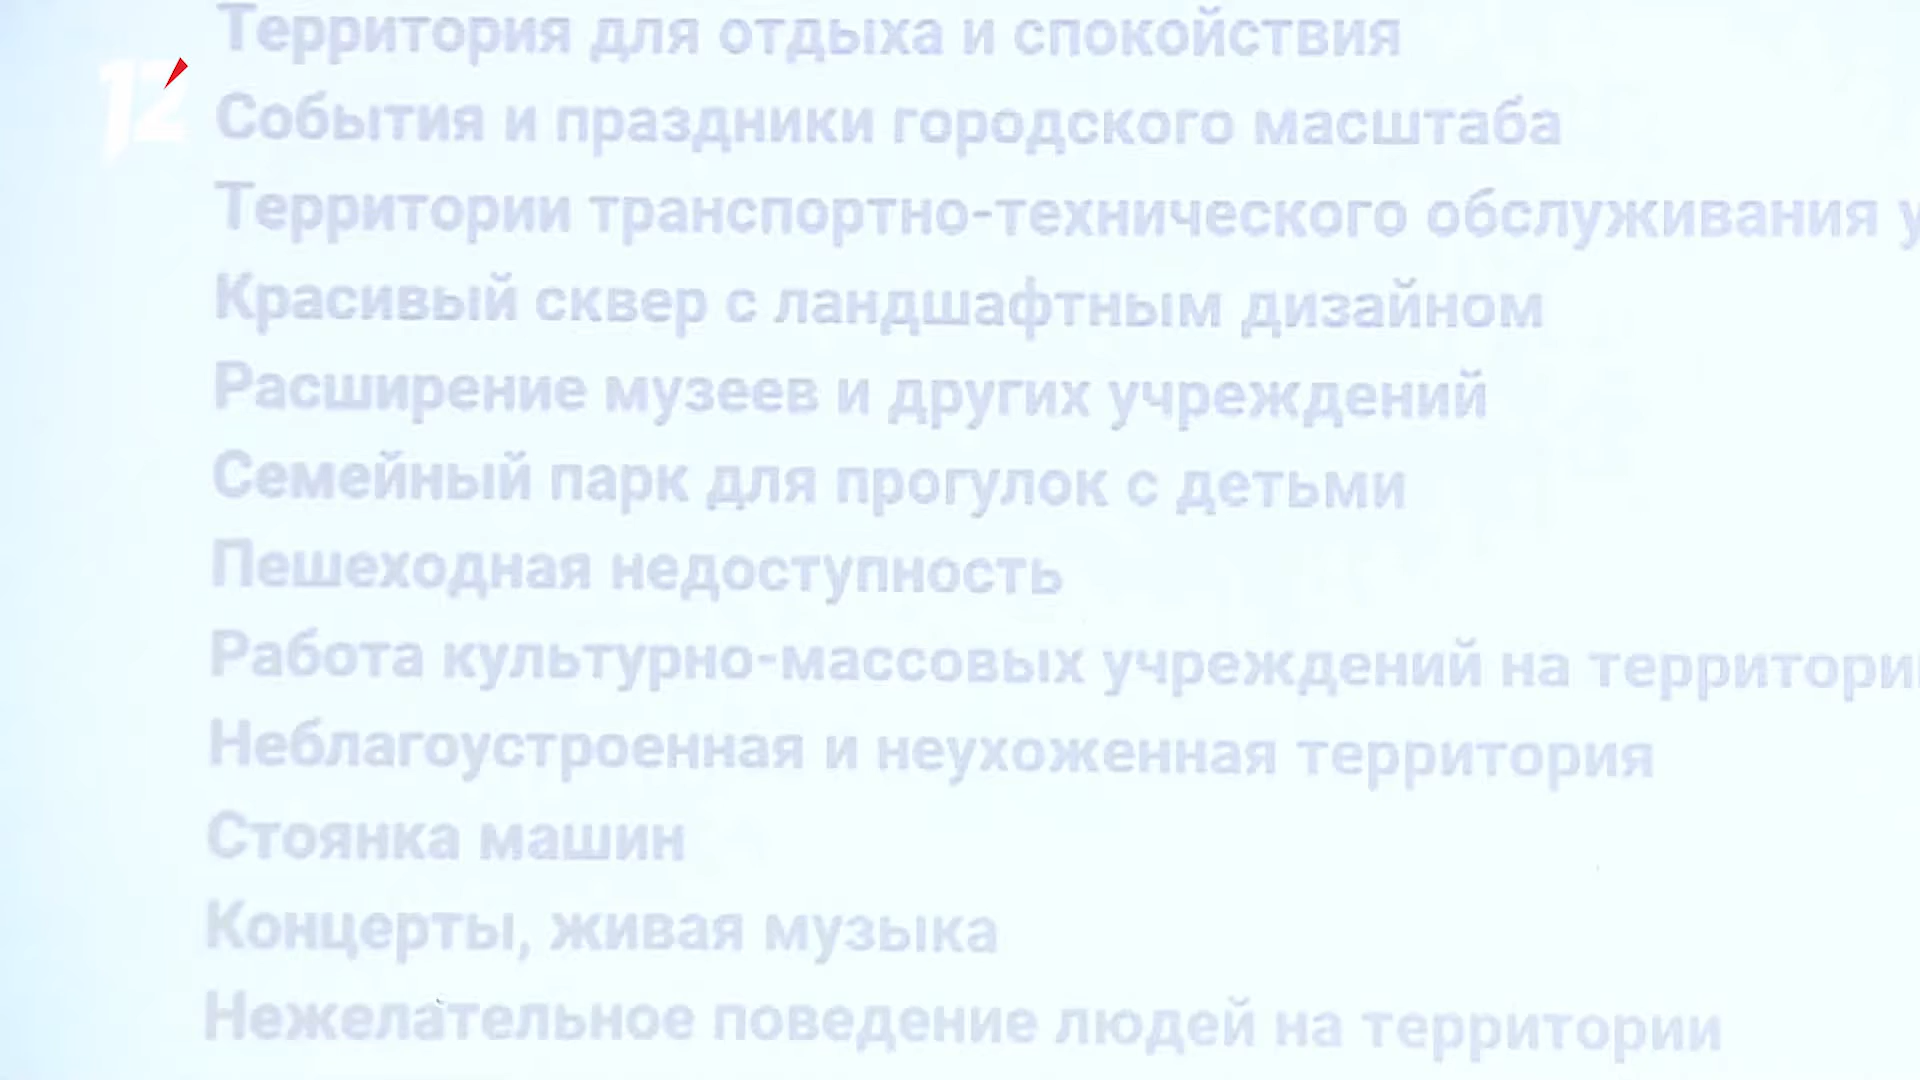 Территория для отдыха и спокойствия
12
События и праздники городского масштаба
Территории транспортно-технического обслуживания
Красивый сквер с ландшафтным дизайном
Расширение музеев и других учреждений
Семейный парк для прогулок с детьми
Пешеходная недоступность
Работа культурно-массовых учреждений на
Неблагоустроенная и неухоженная территория
Стоянка машин
Концерты, живая музыка
Нежелательное поведение людей на территории